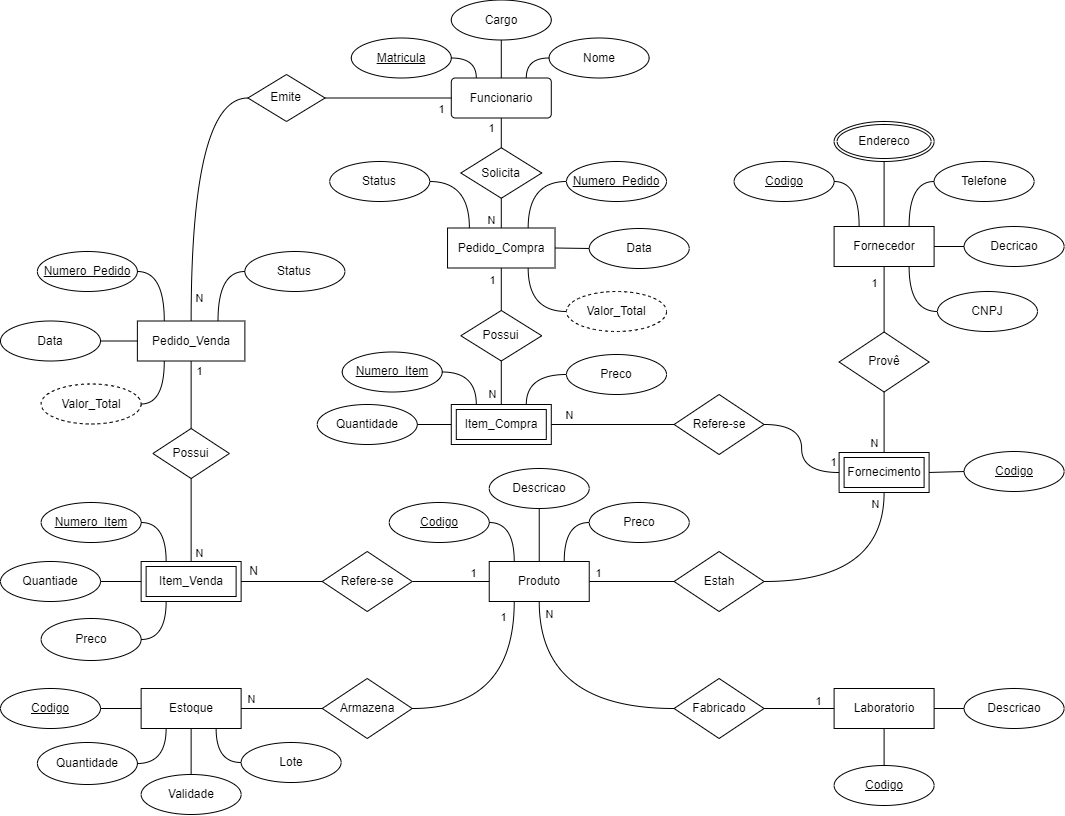 Cargo
Matricula
Nome
Emite
Funcionario
1
1
Endereco
Solicita
Status
Numero_Pedido
Codigo
Telefone
N
N
Pedido_Compra
Data
Fornecedor
Decricao
Numero_Pedido
Status
1
1
Valor_Total
CNPJ
Data
Pedido_Venda
Possui
1
Provê
Numero_Item
Preco
Valor_Total
N
Quantidade
Item_Compra
N
Refere-se
N
Possui
1
Fornecimento
Codigo
Descricao
N
Numero_Item
Codigo
Preco
N
Quantiade
Item_Venda
N
Refere-se
1
Produto
1
Estah
1
N
Preco
N
1
Codigo
Estoque
Armazena
Fabricado
Laboratorio
Descricao
Quantidade
Lote
Validade
Codigo